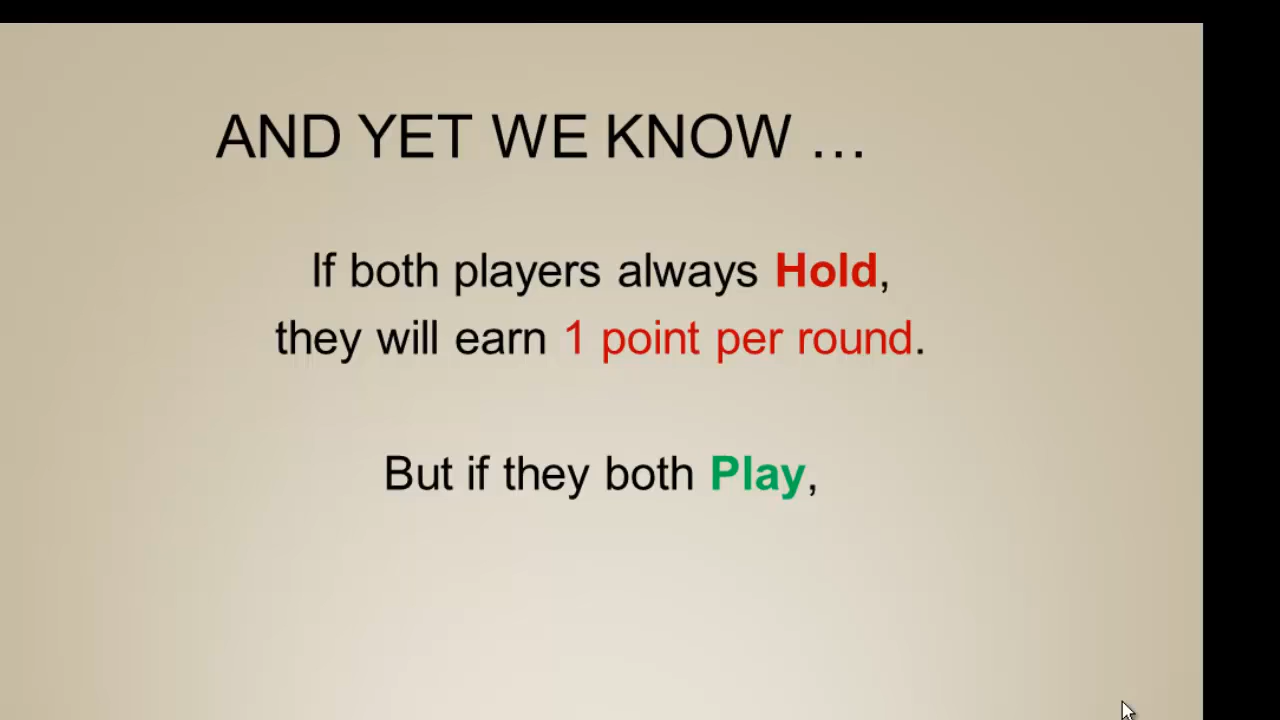 AND YET WE KNOW …
If both players always Hold,
they will earn 1 point per round.
But if they both Play,